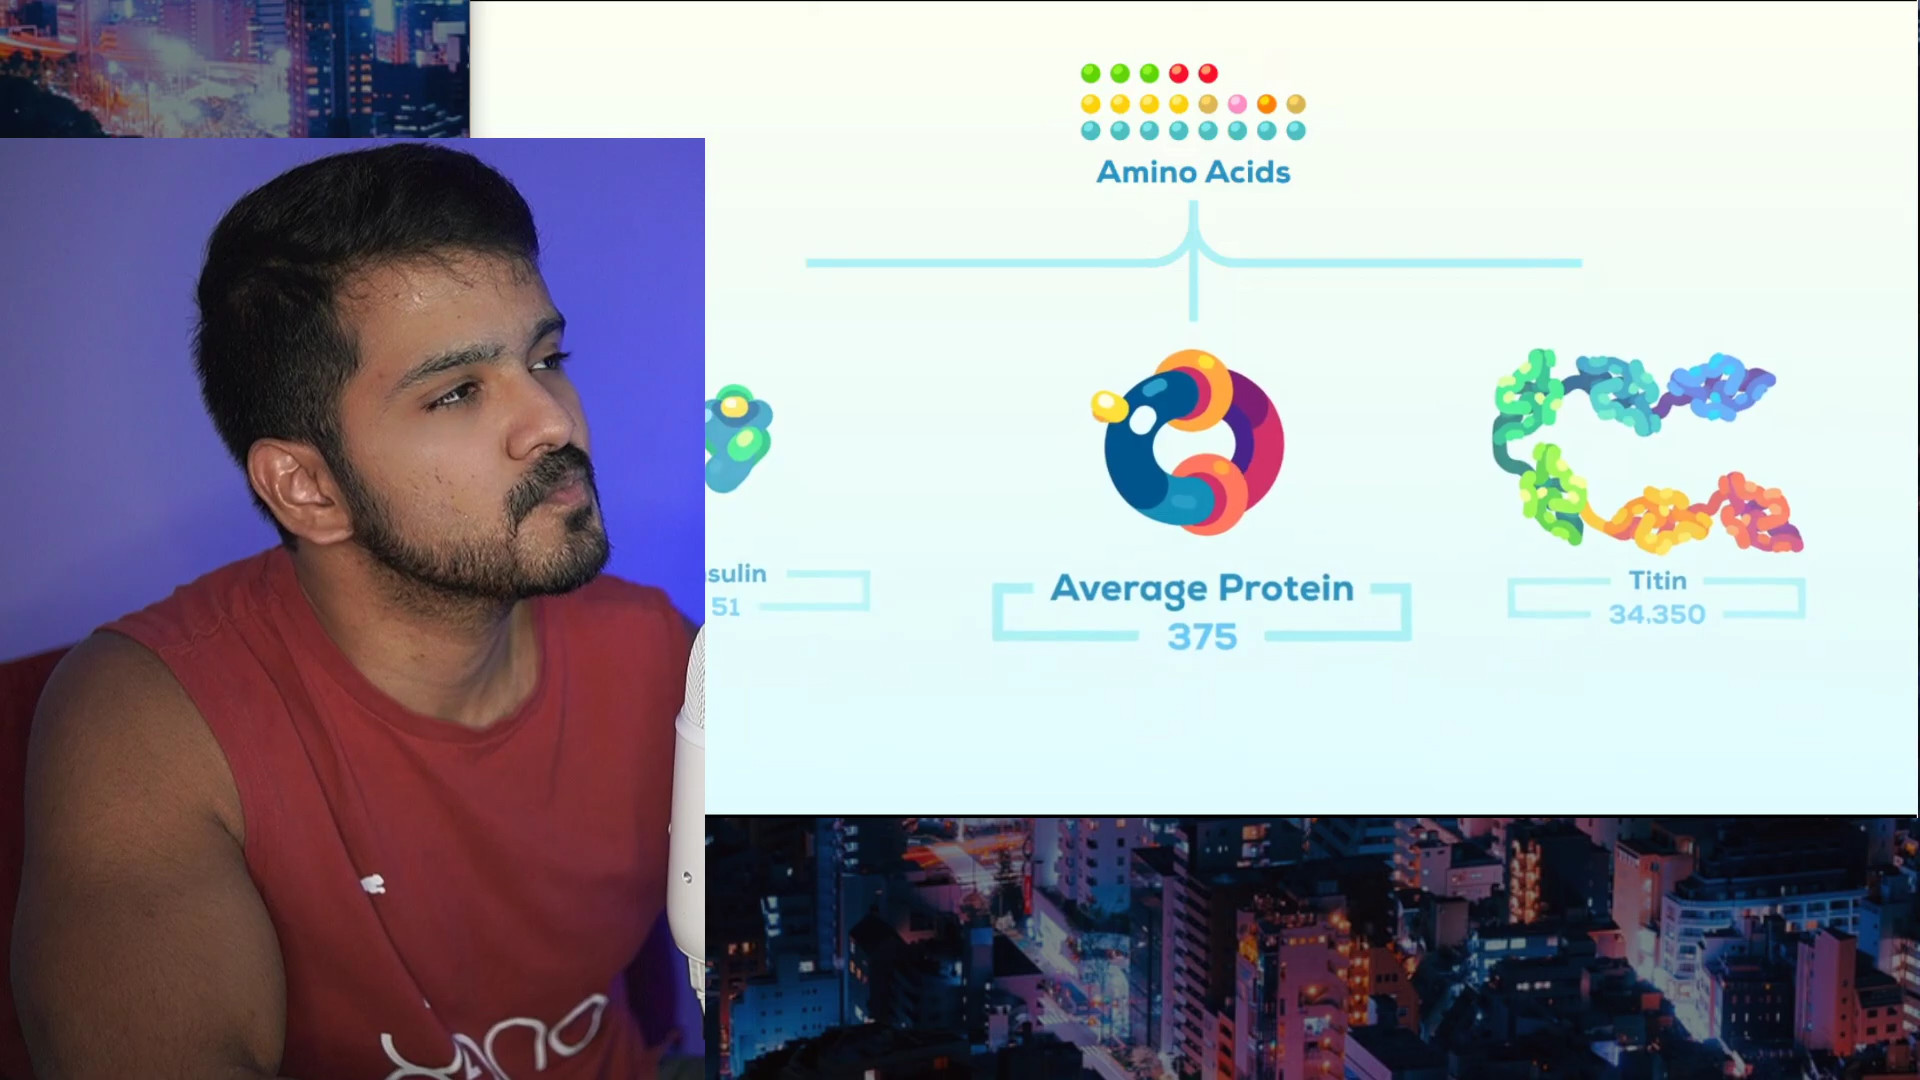 Amino Acids
sulin
51
Average Protein
375
Titin
34.350